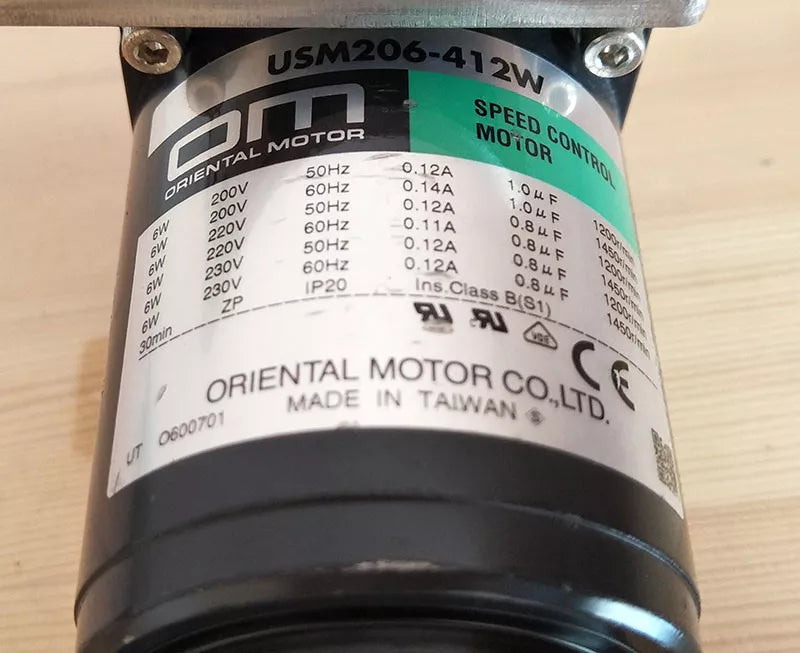 USM206-412W
om
ORIENTAL MOTOR
SPEED CONTROL
MOTOR
6W 200V 50Hz 0.12A 1.0μF 1200r/min
6W 200V 60Hz 0.14A 1.0μF 1450r/min
6W 220V 50Hz 0.12A 0.8μF 1200r/min
6W 220V 60Hz 0.11A 0.8μF 1450r/min
6W 230V 50Hz 0.12A 0.8μF 1200r/min
6W 230V 60Hz 0.12A 0.8μF 1450r/min
30min ZP IP20 Ins.Class B(S1)
VDE CE
ORIENTAL MOTOR CO.,LTD.
MADE IN TAIWAN
UT O600701